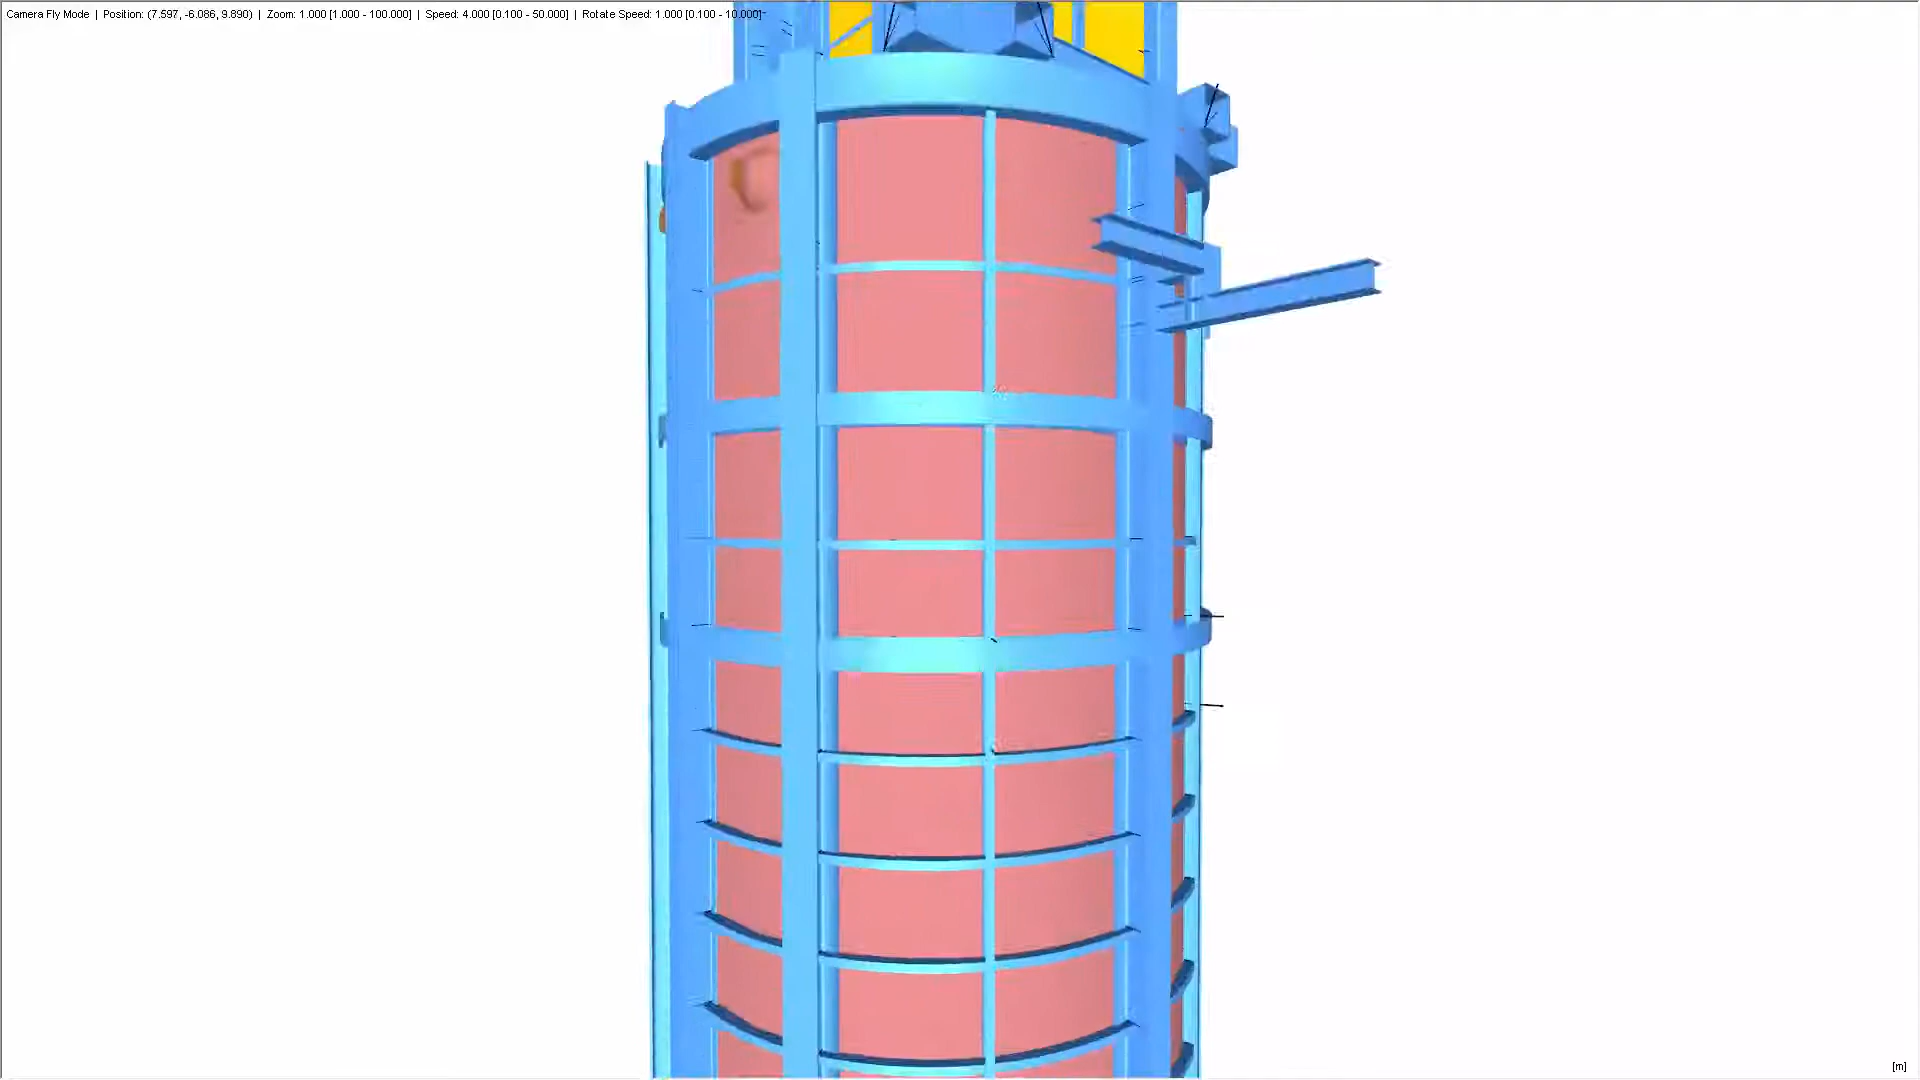 Camera Fly Mode | Position: (7.597, -6.086, 9.890) | Zoom: 1.000 [1.000 - 100.000] | Speed: 4.000 [0.100 - 50.000] | Rotate Speed: 1.000 [0.100 - 10.000]
[m]